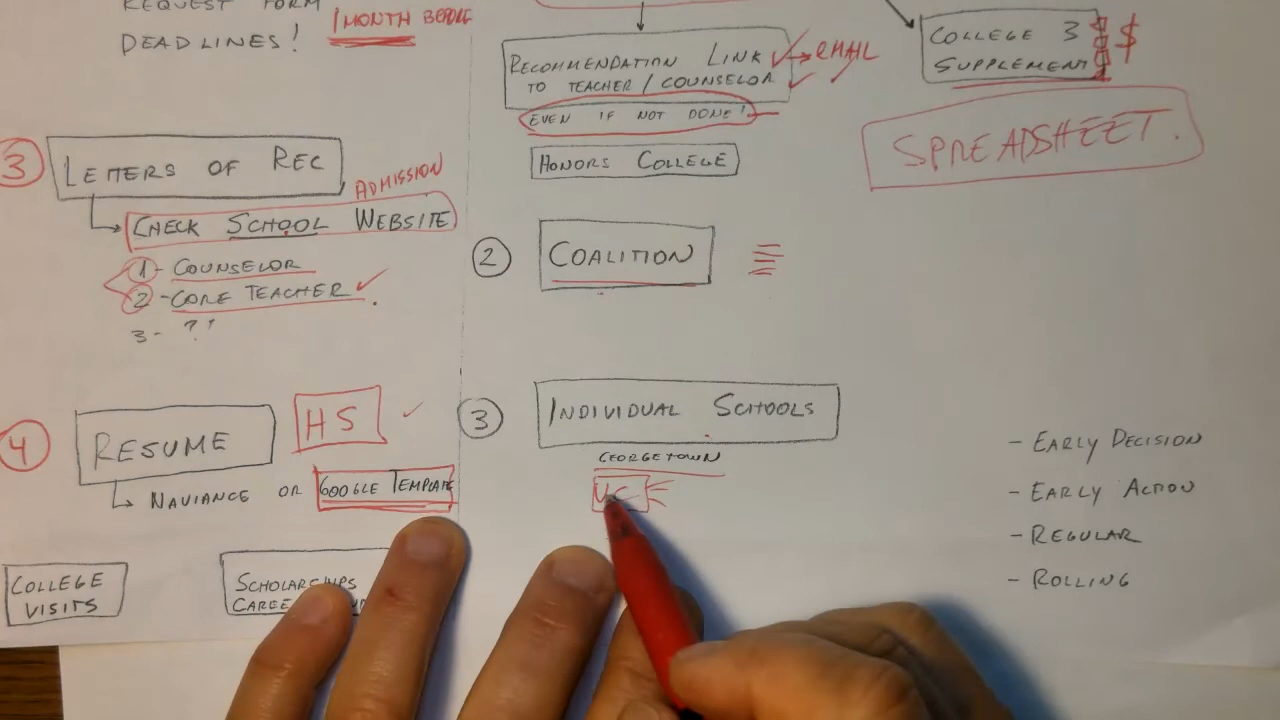 REQUEST FORM
DEADLINES!
1 MONTH BEFORE
3
LETTERS OF REC
ADMISSION
CHECK SCHOOL WEBSITE
1- COUNSELOR
2 - CORE TEACHER
3- ??
4
RESUME
HS
NAVIANCE OR GOOGLE TEMPLATE
COLLEGE
VISITS
RECOMMENDATION LINK
TO TEACHER / COUNSELOR
EMAIL
EVEN IF NOT DONE!
HONORS COLLEGE
2
COALITION
3
INDIVIDUAL SCHOOLS
GEORGETOWN
UC
COLLEGE 3
SUPPLEMENT
$
SPREADSHEET.
- EARLY DECISION
- EARLY ACTION
- REGULAR
- ROLLING
SCHOLARSHIPS